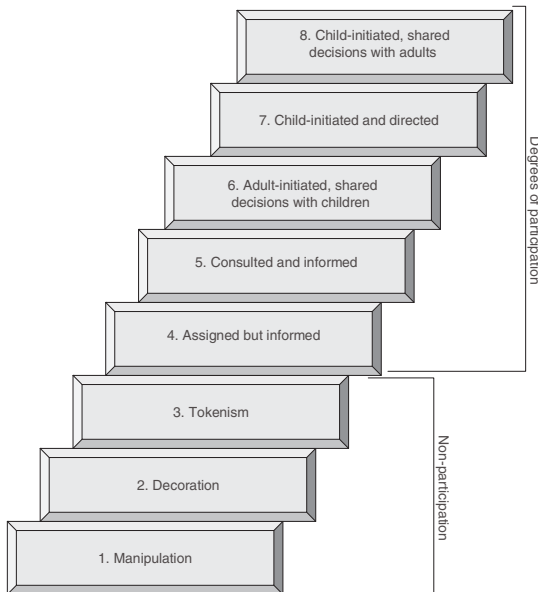 8. Child-initiated, shared
decisions with adults
7. Child-initiated and directed
6. Adult-initiated, shared
decisions with children
5. Consulted and informed
4. Assigned but informed
3. Tokenism
2. Decoration
1. Manipulation
Degrees of participation
Non-participation